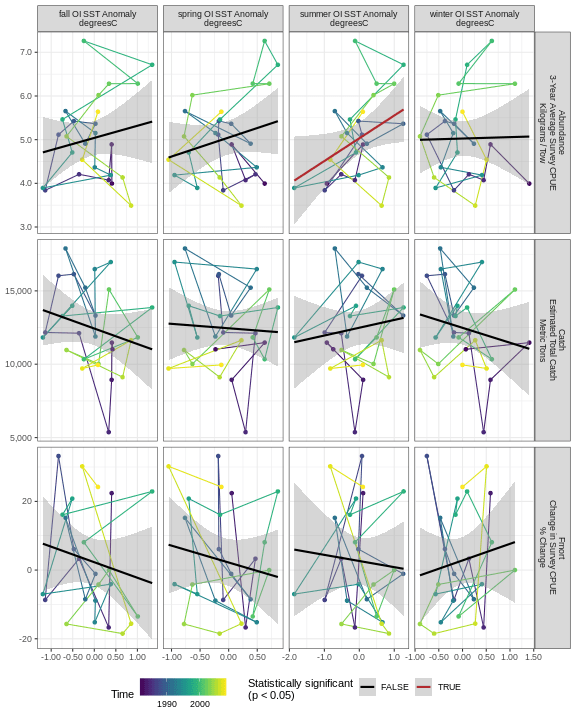 fall OI SST Anomaly
degreesC
spring OI SST Anomaly
degreesC
summer OI SST Anomaly
degreesC
winter OI SST Anomaly
degreesC
7.0
6.0
5.0
4.0
3.0
Abundance
3-Year Average Survey CPUE
Kilograms / Tow
15,000
10,000
5,000
Catch
Estimated Total Catch
Metric Tons
20
0
-20
Fmort
Change in Survey CPUE
% Change
-1.00 -0.50 0.00 0.50 1.00
-1.00 -0.50 0.00 0.50
-2.0 -1.0 0.0 1.0
-1.00 -0.50 0.00 0.50 1.00 1.50
Time
1990 2000
Statistically significant
(p < 0.05)
FALSE
TRUE